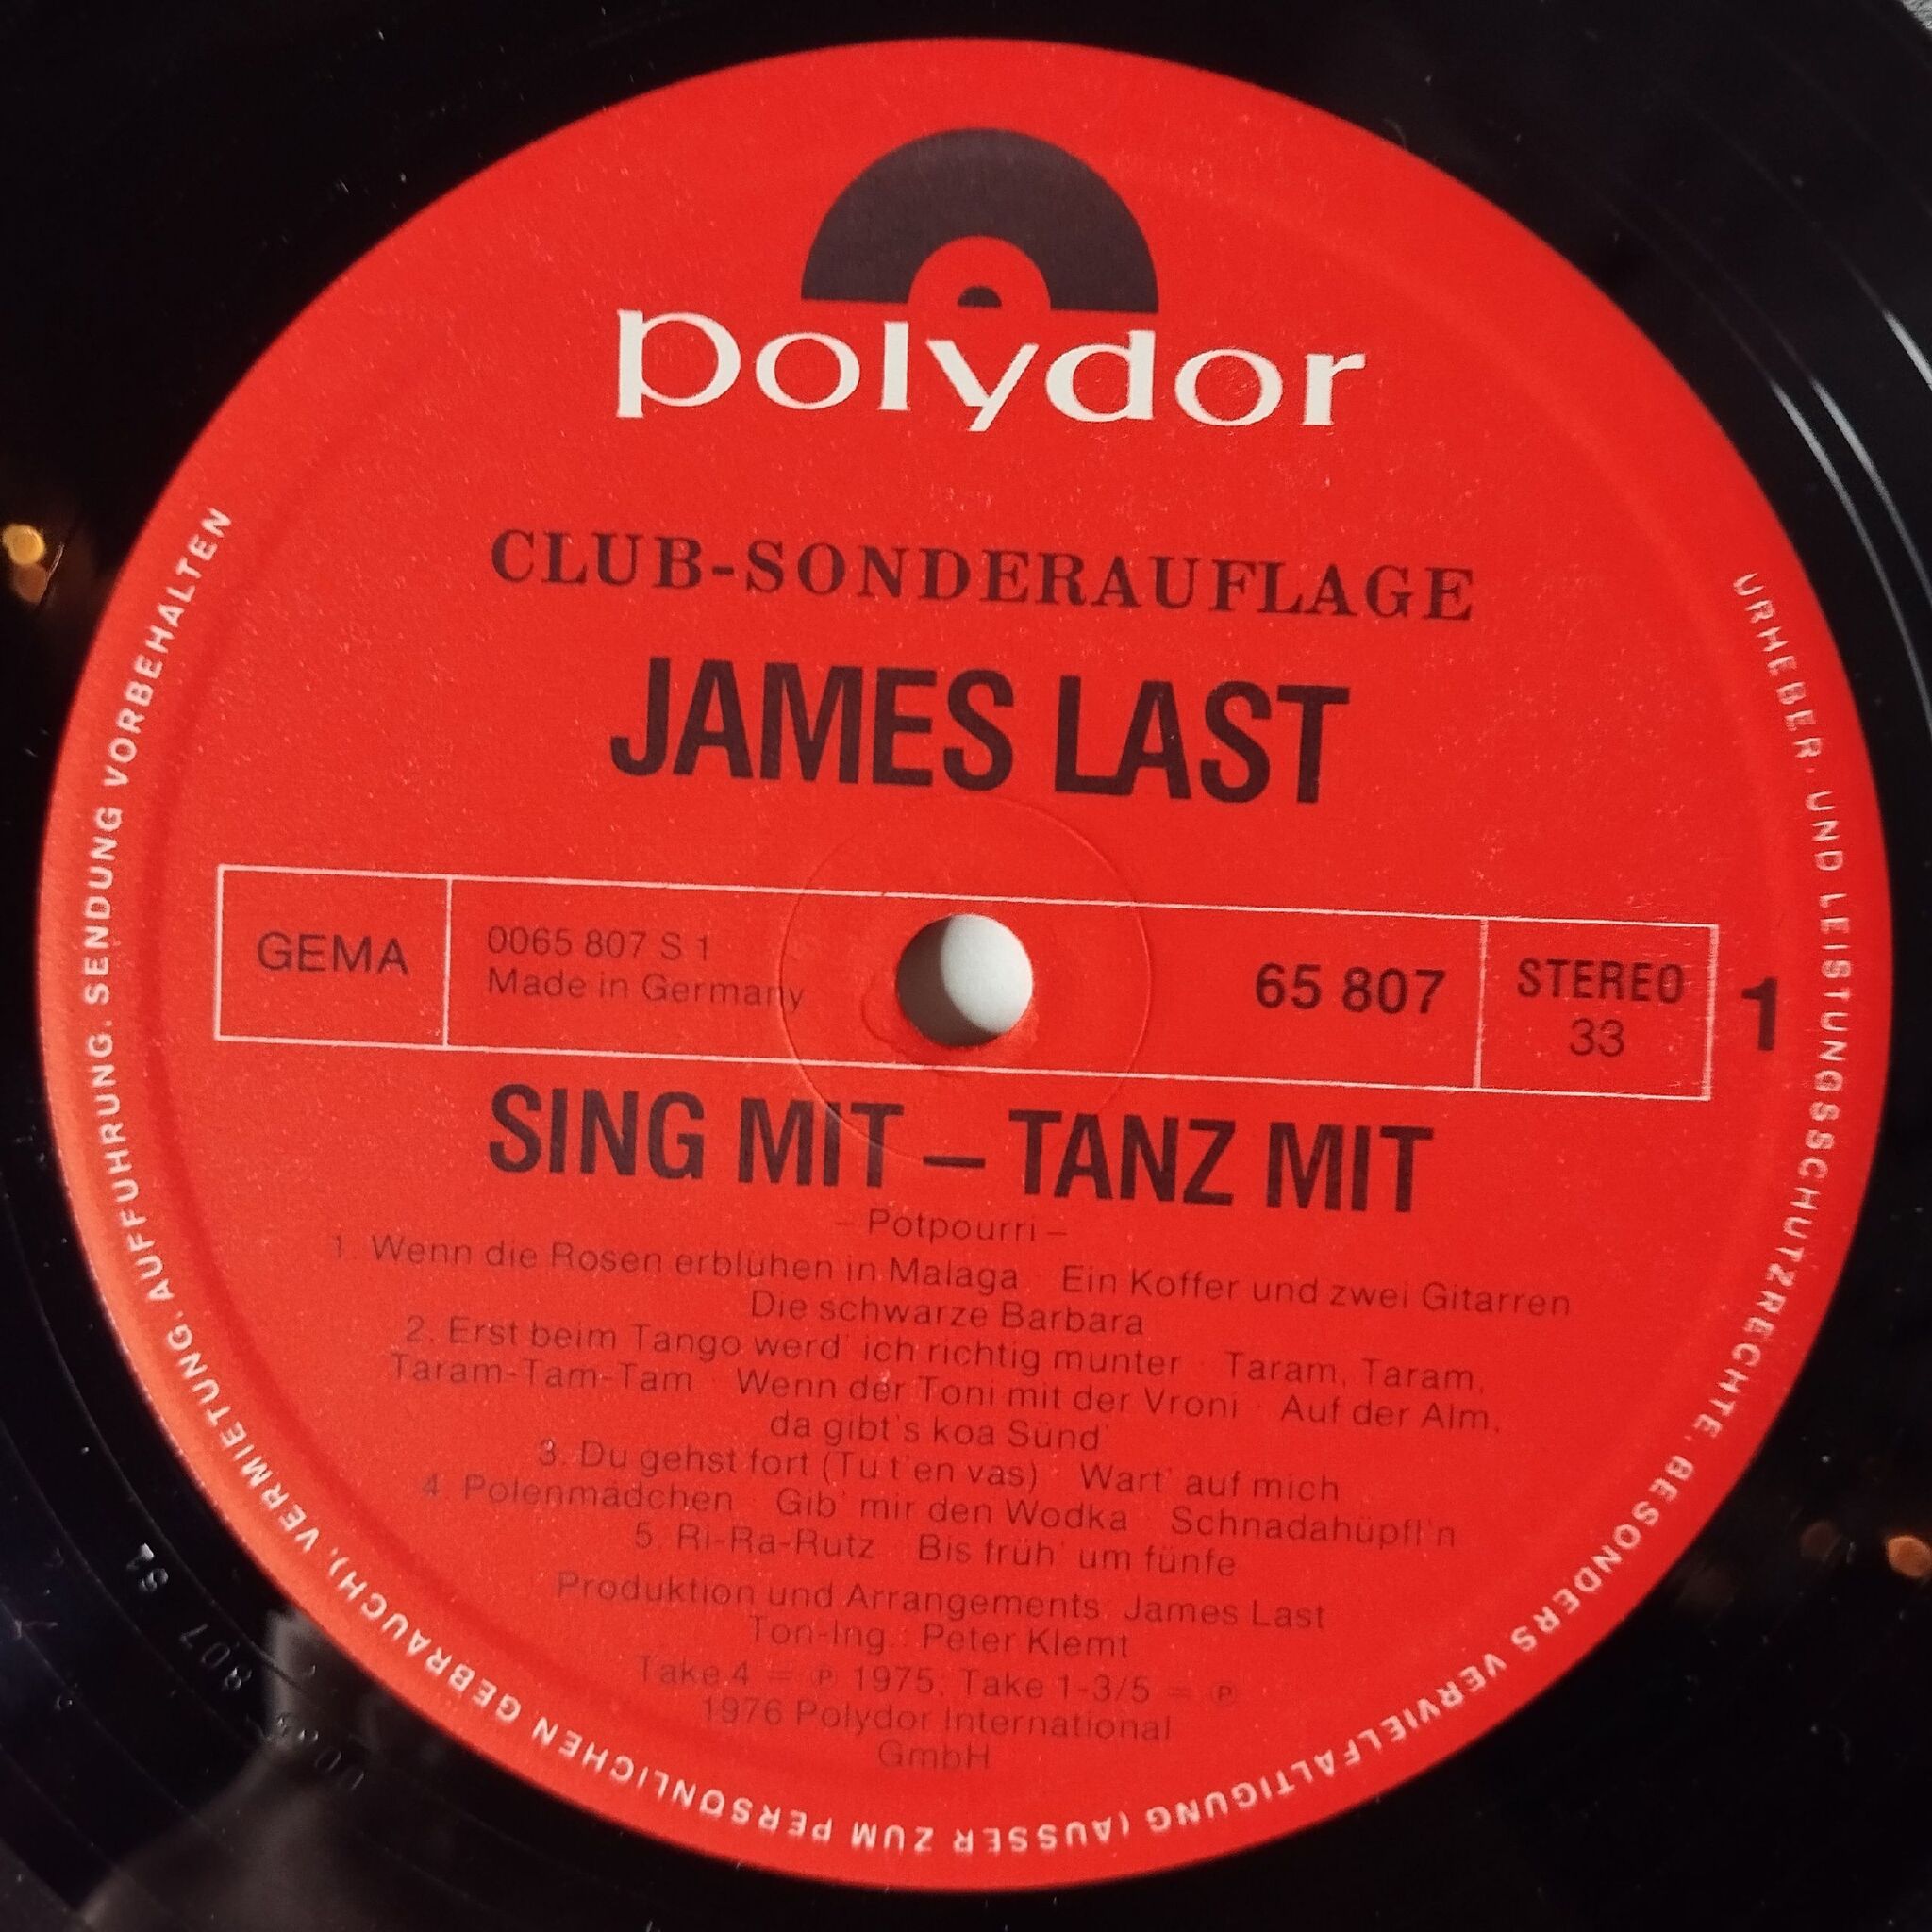 polydor
CLUB-SONDERAUFLAGE
JAMES LAST
GEMA
0065 807 S 1
Made in Germany
65 807
STEREO
33
1
SING MIT – TANZ MIT
– Potpourri –
1. Wenn die Rosen erblühen in Malaga · Ein Koffer und zwei Gitarren
Die schwarze Barbara
2. Erst beim Tango werd' ich richtig munter · Taram, Taram,
Taram-Tam-Tam · Wenn der Toni mit der Vroni · Auf der Alm,
da gibt's koa Sünd'
3. Du gehst fort (Tu t'en vas) · Wart' auf mich
4. Polenmädchen · Gib' mir den Wodka · Schnadahüpfl'n
5. Ri-Ra-Rutz · Bis früh' um fünfe
Produktion und Arrangements: James Last
Ton-Ing.: Peter Klemt
Take 4 = ℗ 1975, Take 1-3/5 = ℗
1976 Polydor International
GmbH
URHEBER- UND LEISTUNGSSCHUTZRECHTE, BESONDERS VERVIELFÄLTIGUNG (AUSSER ZUM PERSÖNLICHEN GEBRAUCH), VERMIETUNG, AUFFÜHRUNG, SENDUNG VORBEHALTEN